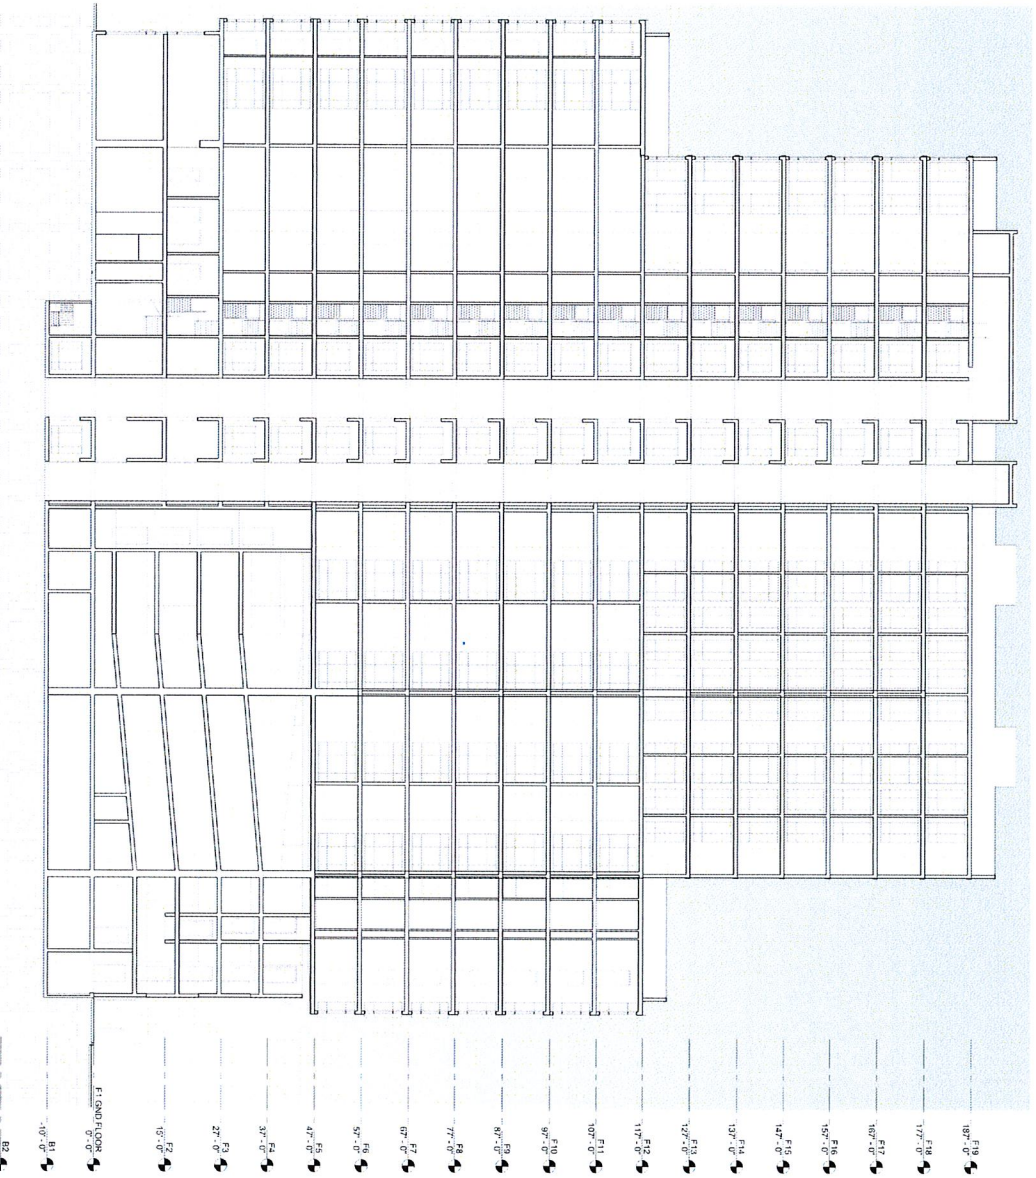 F19
187' - 0"
F18
177' - 0"
F17
167' - 0"
F16
157' - 0"
F15
147' - 0"
F14
137' - 0"
F13
127' - 0"
F12
117' - 0"
F11
107' - 0"
F10
97' - 0"
F9
87' - 0"
F8
77' - 0"
F7
67' - 0"
F6
57' - 0"
F5
47' - 0"
F4
37' - 0"
F3
27' - 0"
F2
15' - 0"
F1 GND FLOOR
0' - 0"
B1
-10' - 0"
B2